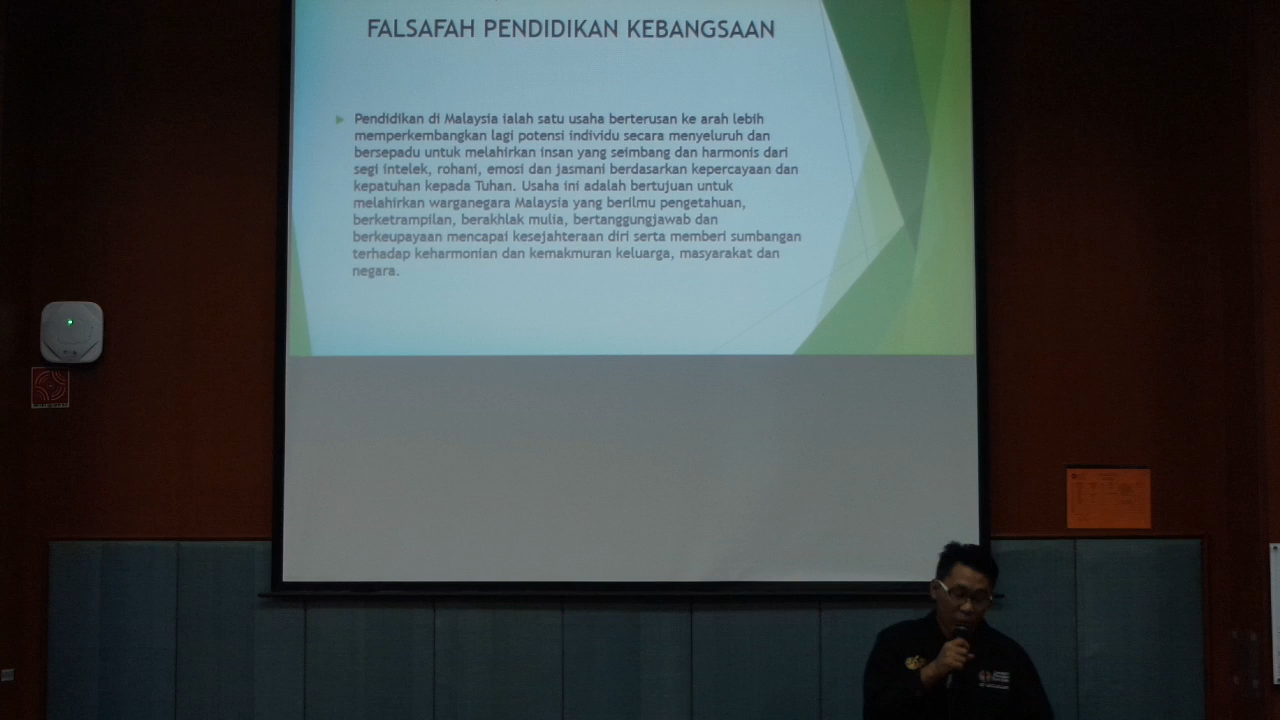 FALSAFAH PENDIDIKAN KEBANGSAAN
Pendidikan di Malaysia ialah satu usaha berterusan ke arah lebih
memperkembangkan lagi potensi individu secara menyeluruh dan
bersepadu untuk melahirkan insan yang seimbang dan harmonis dari
segi intelek, rohani, emosi dan jasmani berdasarkan kepercayaan dan
kepatuhan kepada Tuhan. Usaha ini adalah bertujuan untuk
melahirkan warganegara Malaysia yang berilmu pengetahuan,
berketrampilan, berakhlak mulia, bertanggungjawab dan
berkeupayaan mencapai kesejahteraan diri serta memberi sumbangan
terhadap keharmonian dan kemakmuran keluarga, masyarakat dan
negara.